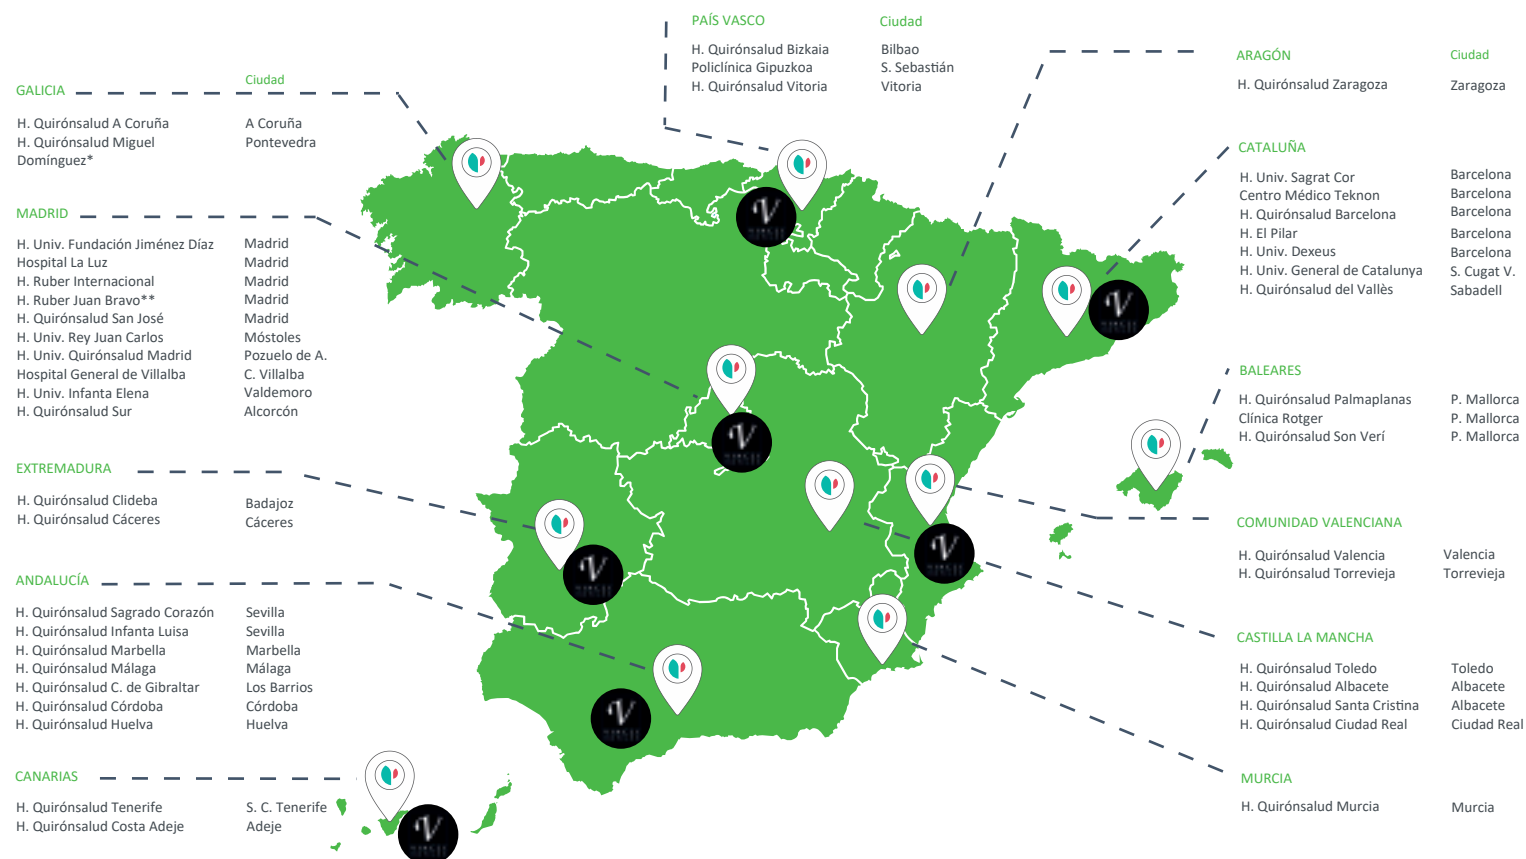 PAÍS VASCO Ciudad
H. Quirónsalud Bizkaia Bilbao
Policlínica Gipuzkoa S. Sebastián
H. Quirónsalud Vitoria Vitoria
ARAGÓN Ciudad
H. Quirónsalud Zaragoza Zaragoza
GALICIA Ciudad
H. Quirónsalud A Coruña A Coruña
H. Quirónsalud Miguel Pontevedra
Domínguez*
CATALUÑA
H. Univ. Sagrat Cor Barcelona
Centro Médico Teknon Barcelona
H. Quirónsalud Barcelona Barcelona
H. El Pilar Barcelona
H. Univ. Dexeus Barcelona
H. Univ. General de Catalunya S. Cugat V.
H. Quirónsalud del Vallès Sabadell
MADRID
H. Univ. Fundación Jiménez Díaz Madrid
Hospital La Luz Madrid
H. Ruber Internacional Madrid
H. Ruber Juan Bravo** Madrid
H. Quirónsalud San José Madrid
H. Univ. Rey Juan Carlos Móstoles
H. Univ. Quirónsalud Madrid Pozuelo de A.
Hospital General de Villalba C. Villalba
H. Univ. Infanta Elena Valdemoro
H. Quirónsalud Sur Alcorcón
BALEARES
H. Quirónsalud Palmaplanas P. Mallorca
Clínica Rotger P. Mallorca
H. Quirónsalud Son Verí P. Mallorca
EXTREMADURA
H. Quirónsalud Clideba Badajoz
H. Quirónsalud Cáceres Cáceres
COMUNIDAD VALENCIANA
H. Quirónsalud Valencia Valencia
H. Quirónsalud Torrevieja Torrevieja
ANDALUCÍA
H. Quirónsalud Sagrado Corazón Sevilla
H. Quirónsalud Infanta Luisa Sevilla
H. Quirónsalud Marbella Marbella
H. Quirónsalud Málaga Málaga
H. Quirónsalud C. de Gibraltar Los Barrios
H. Quirónsalud Córdoba Córdoba
H. Quirónsalud Huelva Huelva
CASTILLA LA MANCHA
H. Quirónsalud Toledo Toledo
H. Quirónsalud Albacete Albacete
H. Quirónsalud Santa Cristina Albacete
H. Quirónsalud Ciudad Real Ciudad Real
CANARIAS
H. Quirónsalud Tenerife S. C. Tenerife
H. Quirónsalud Costa Adeje Adeje
MURCIA
H. Quirónsalud Murcia Murcia
V
V
V
V
V
V
V